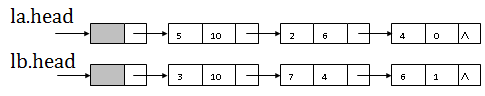 la.head
5 10 2 6 4 0 ∧
lb.head
3 10 7 4 6 1 ∧